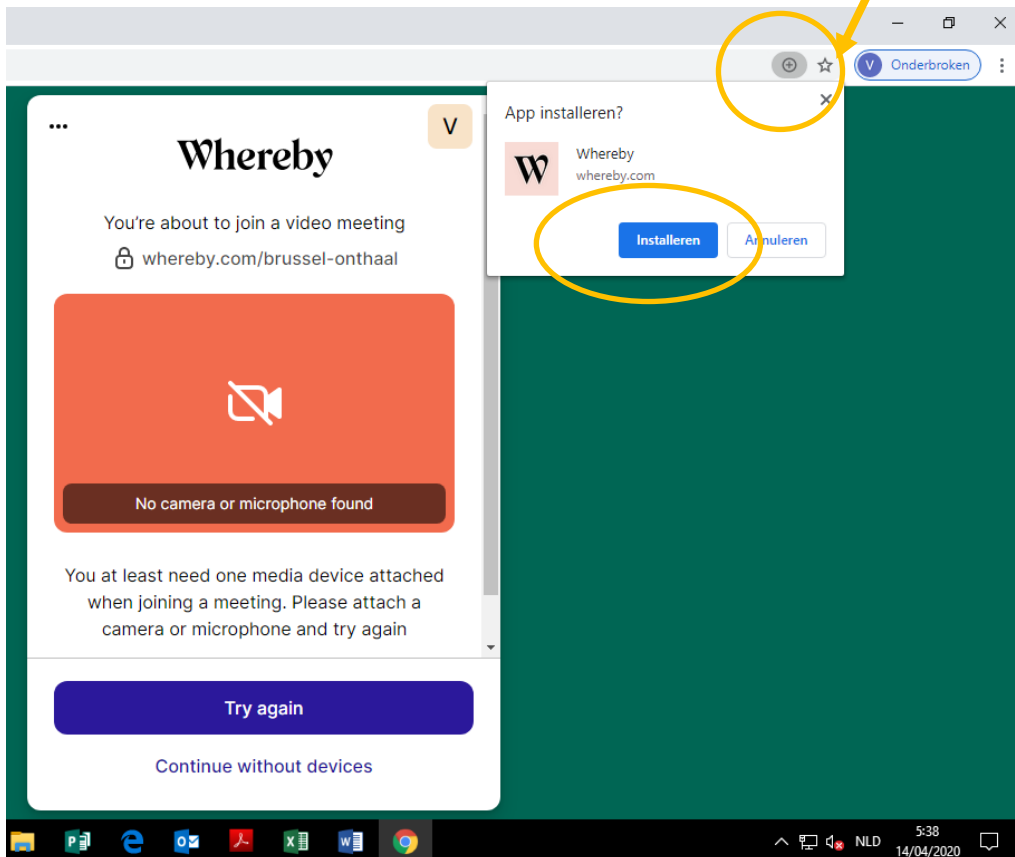 V Onderbroken
...
V
Whereby
You're about to join a video meeting
whereby.com/brussel-onthaal
No camera or microphone found
You at least need one media device attached
when joining a meeting. Please attach a
camera or microphone and try again
Try again
Continue without devices
App installeren?
W
Whereby
whereby.com
Installeren
Annuleren
NLD
5:38
14/04/2020